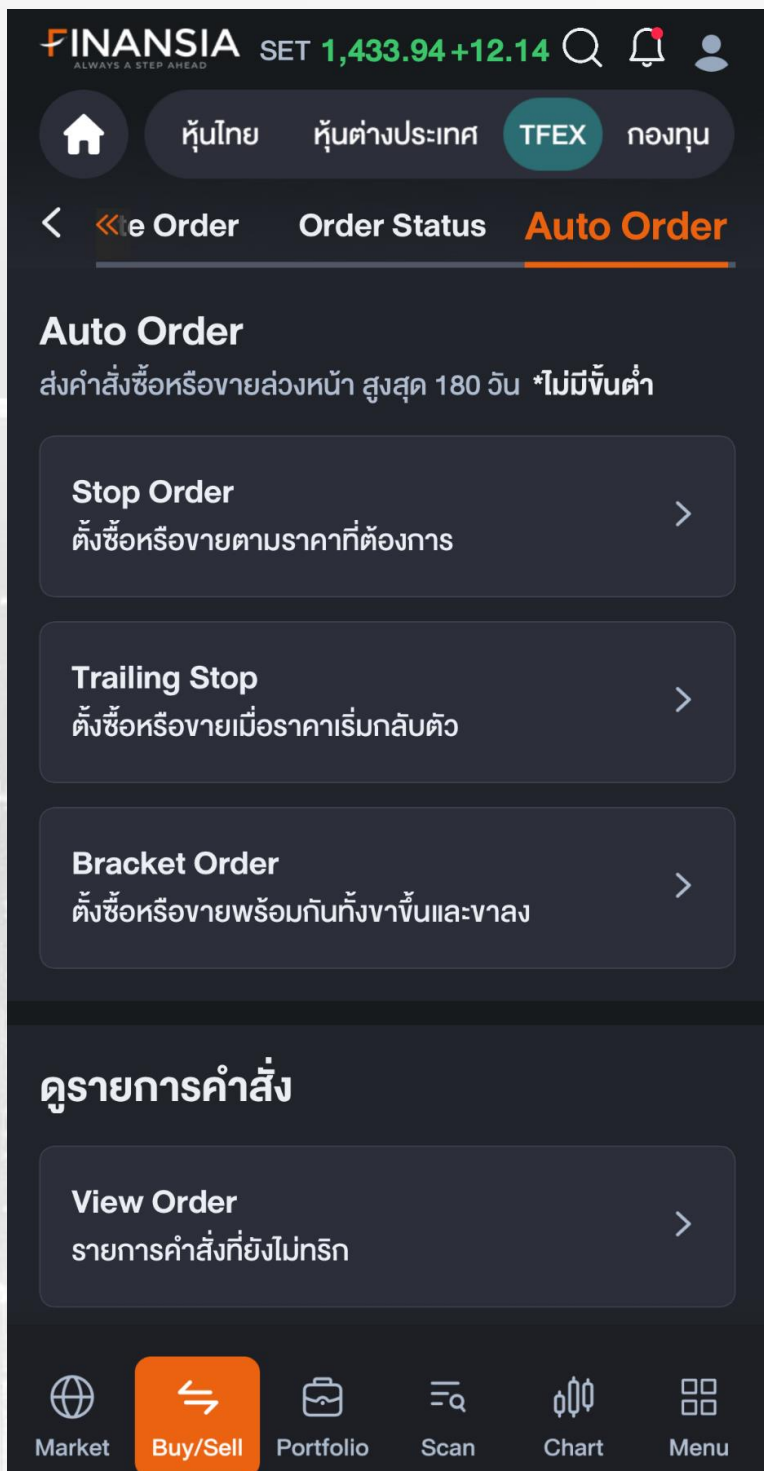 FINANSIA SET 1,433.94 +12.14
ALWAYS A STEP AHEAD
หุ้นไทย หุ้นต่างประเทศ TFEX กองทุน
te Order Order Status Auto Order
Auto Order
ส่งคำสั่งซื้อหรือขายล่วงหน้า สูงสุด 180 วัน *ไม่มีขั้นต่ำ
Stop Order
ตั้งซื้อหรือขายตามราคาที่ต้องการ
Trailing Stop
ตั้งซื้อหรือขายเมื่อราคาเริ่มกลับตัว
Bracket Order
ตั้งซื้อหรือขายพร้อมกันทั้งขาขึ้นและขาลง
ดูรายการคำสั่ง
View Order
รายการคำสั่งที่ยังไม่ทริก
Market Buy/Sell Portfolio Scan Chart Menu